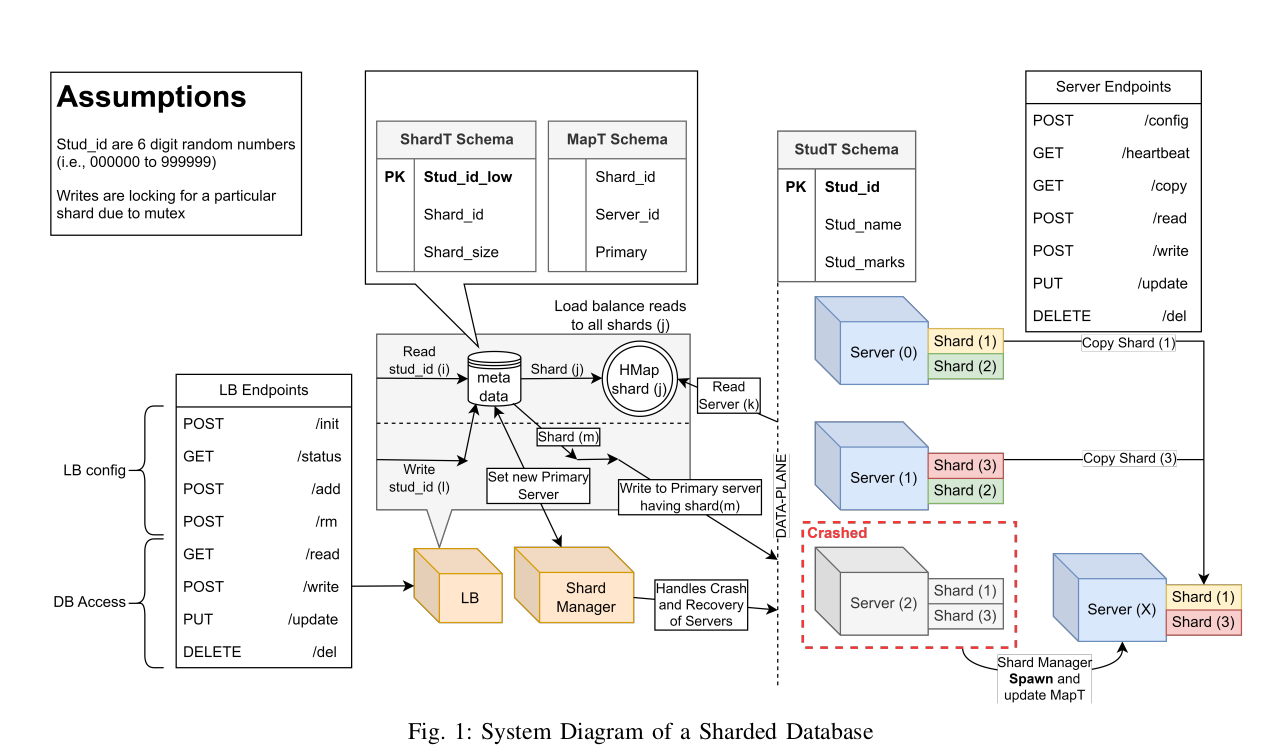 Assumptions
Stud_id are 6 digit random numbers
(i.e., 000000 to 999999)
Writes are locking for a particular
shard due to mutex
ShardT Schema
PK Stud_id_low
Shard_id
Shard_size
MapT Schema
Shard_id
Server_id
Primary
StudT Schema
PK Stud_id
Stud_name
Stud_marks
Server Endpoints
POST /config
GET /heartbeat
GET /copy
POST /read
POST /write
PUT /update
DELETE /del
Load balance reads
to all shards (j)
Read
stud_id (i)
meta
data
Shard (j)
HMap
shard (j)
Read
Server (k)
Shard (m)
Write
stud_id (l)
Set new Primary
Server
Write to Primary server
having shard(m)
DATA-PLANE
LB Endpoints
POST /init
GET /status
POST /add
POST /rm
GET /read
POST /write
PUT /update
DELETE /del
LB config
DB Access
LB
Shard
Manager
Handles Crash
and Recovery
of Servers
Server (0)
Shard (1)
Shard (2)
Copy Shard (1)
Server (1)
Shard (3)
Shard (2)
Copy Shard (3)
Crashed
Server (2)
Shard (1)
Shard (3)
Server (X)
Shard (1)
Shard (3)
Shard Manager
Spawn and
update MapT
Fig. 1: System Diagram of a Sharded Database